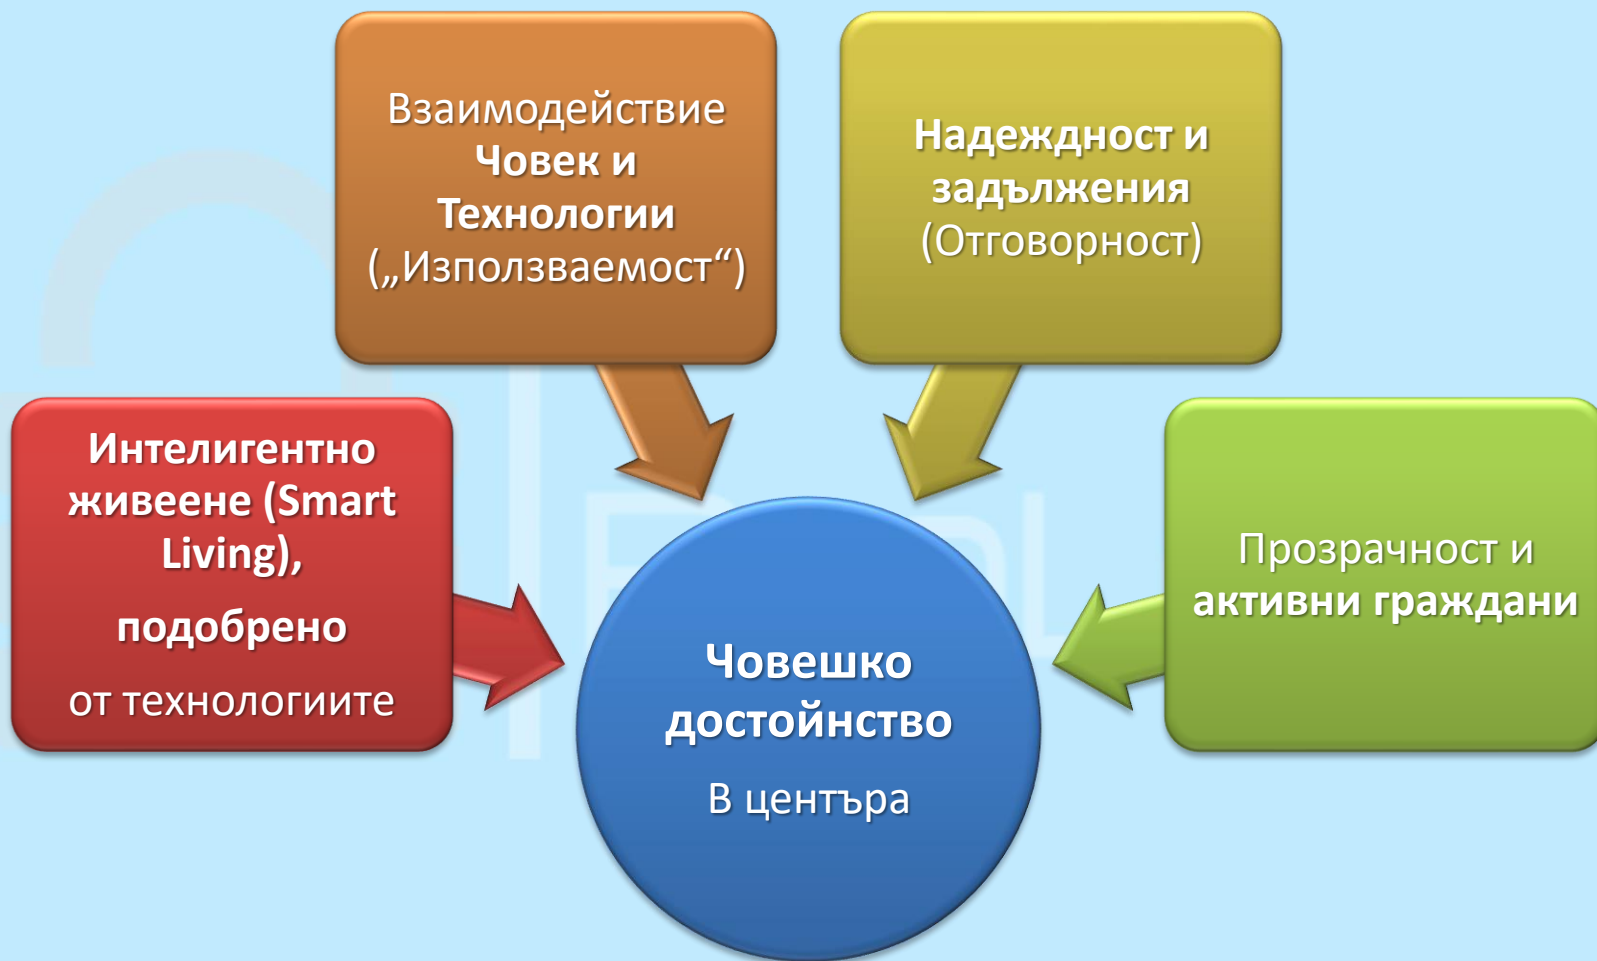 Взаимодействие
Човек и
Технологии
(„Използваемост“)
Надеждност и
задължения
(Отговорност)
Интелигентно
живеене (Smart
Living),
подобрено
от технологиите
Прозрачност и
активни граждани
Човешко
достойнство
В центъра